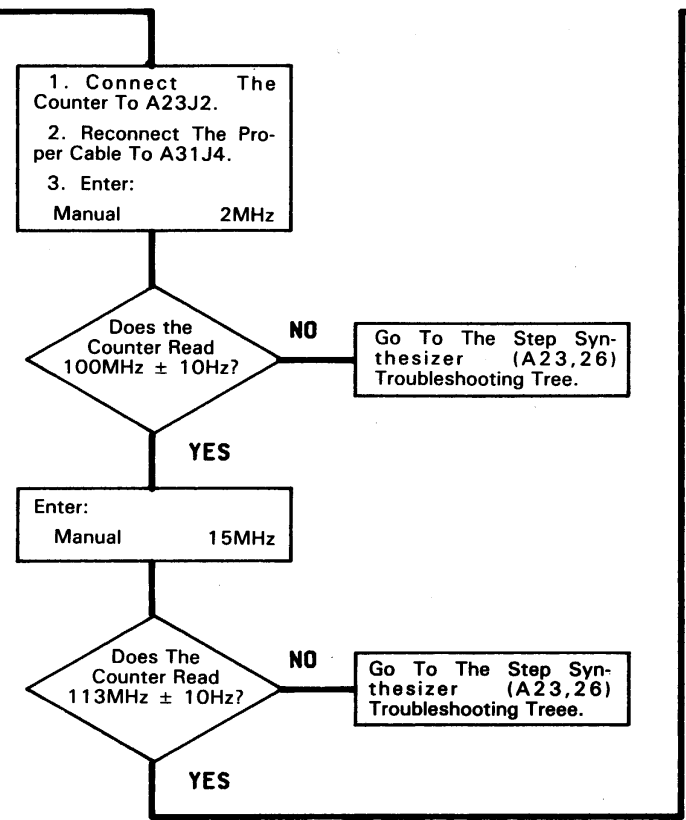 1. Connect The
Counter To A23J2.
2. Reconnect The Pro-
per Cable To A31J4.
3. Enter:
Manual 2MHz
Does the
Counter Read
100MHz ± 10Hz?
NO
Go To The Step Syn-
thesizer (A23,26)
Troubleshooting Tree.
YES
Enter:
Manual 15MHz
Does The
Counter Read
113MHz ± 10Hz?
NO
Go To The Step Syn-
thesizer (A23,26)
Troubleshooting Treee.
YES